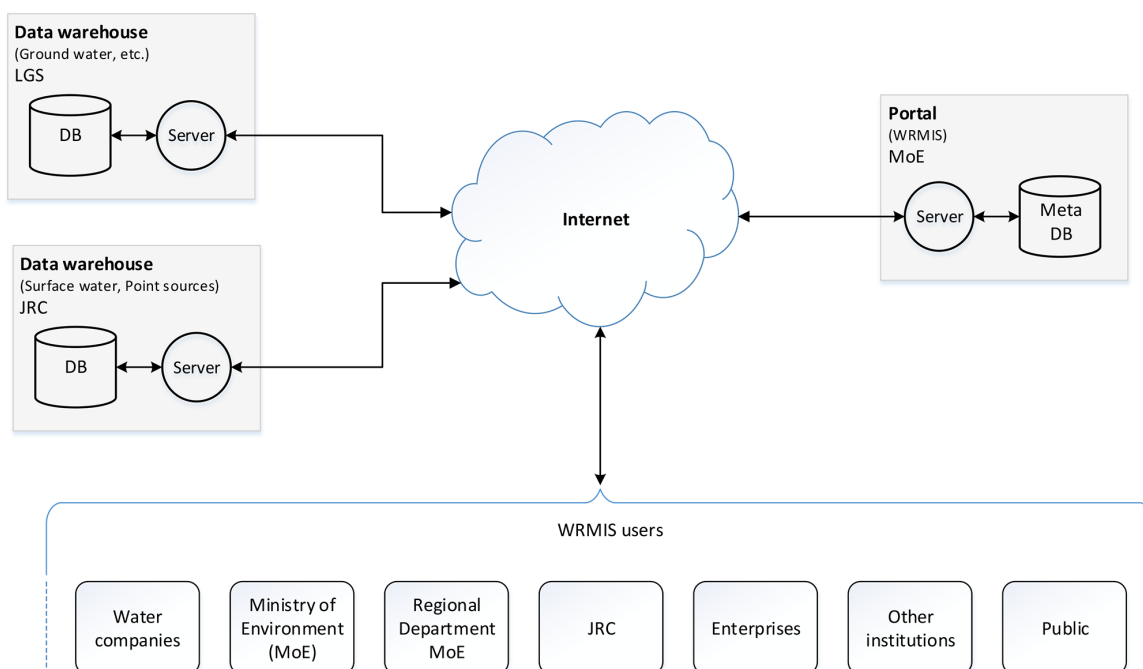 Data warehouse
(Ground water, etc.)
LGS
DB
Server
Data warehouse
(Surface water, Point sources)
JRC
DB
Server
Internet
Portal
(WRMIS)
MoE
Server
Meta
DB
WRMIS users
Water
companies
Ministry of
Environment
(MoE)
Regional
Department
MoE
JRC
Enterprises
Other
institutions
Public